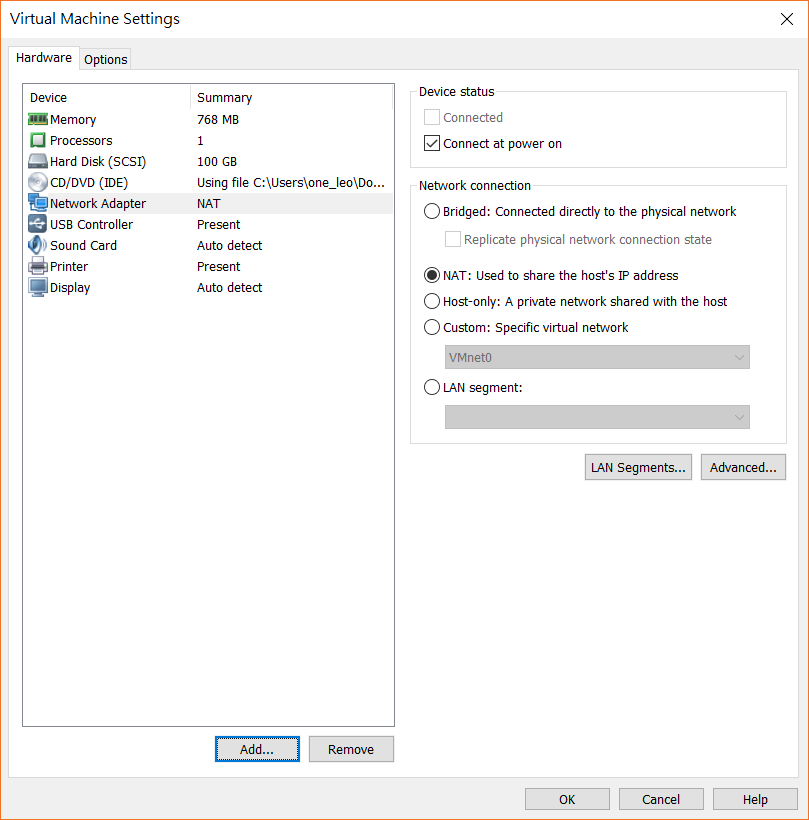 Virtual Machine Settings
Hardware Options
Device Summary
Memory 768 MB
Processors 1
Hard Disk (SCSI) 100 GB
CD/DVD (IDE) Using file C:\Users\one_leo\Do...
Network Adapter NAT
USB Controller Present
Sound Card Auto detect
Printer Present
Display Auto detect
Add... Remove
Device status
Connected
Connect at power on
Network connection
Bridged: Connected directly to the physical network
Replicate physical network connection state
NAT: Used to share the host's IP address
Host-only: A private network shared with the host
Custom: Specific virtual network
VMnet0
LAN segment:
LAN Segments... Advanced...
OK Cancel Help